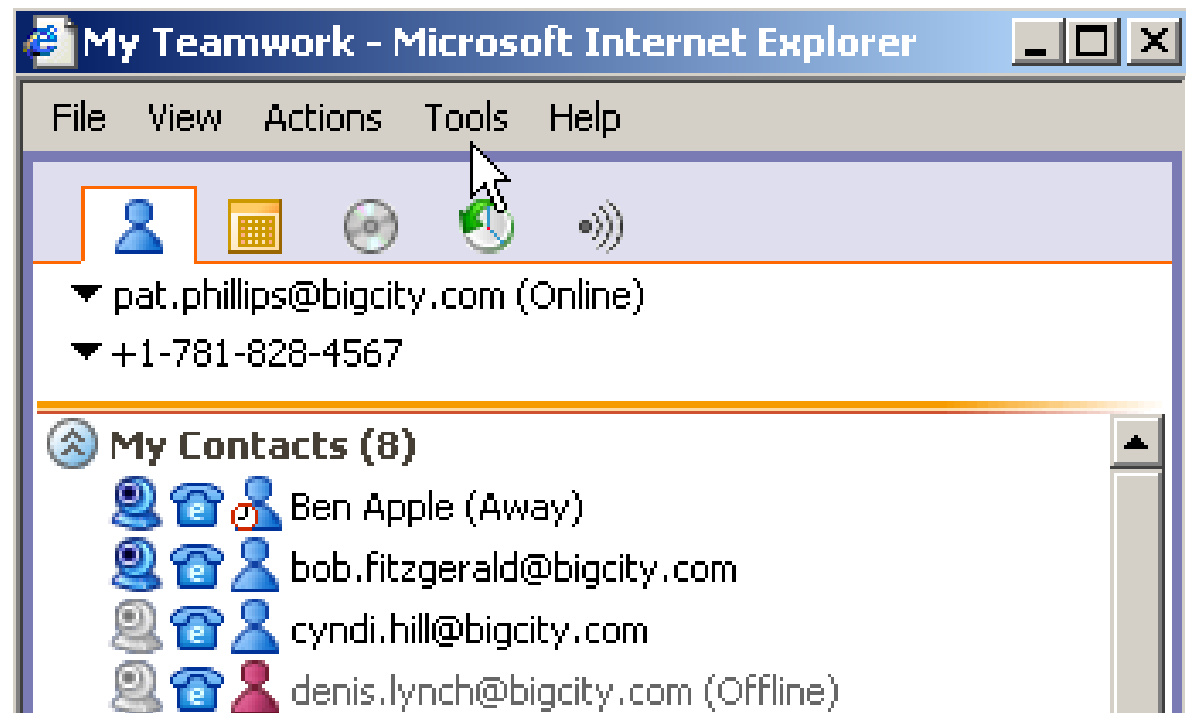 My Teamwork - Microsoft Internet Explorer
File View Actions Tools Help
pat.phillips@bigcity.com (Online)
+1-781-828-4567
My Contacts (8)
Ben Apple (Away)
bob.fitzgerald@bigcity.com
cyndi.hill@bigcity.com
denis.lynch@bigcity.com (Offline)